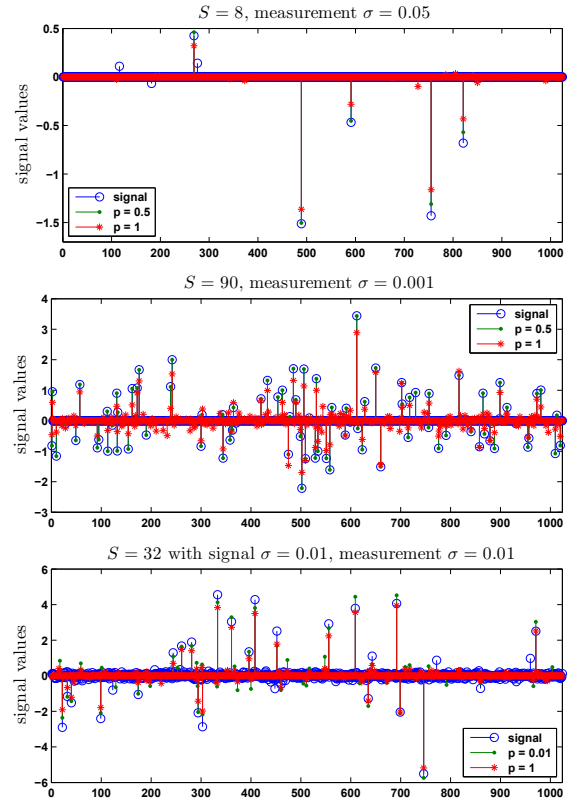 S = 8, measurement σ = 0.05
0.5
0
−0.5
−1
−1.5
signal values
signal
p = 0.5
p = 1
100 200 300 400 500 600 700 800 900 1000
S = 90, measurement σ = 0.001
4
3
2
1
0
−1
−2
−3
signal values
signal
p = 0.5
p = 1
0 100 200 300 400 500 600 700 800 900 1000
S = 32 with signal σ = 0.01, measurement σ = 0.01
6
4
2
0
−2
−4
−6
signal values
signal
p = 0.01
p = 1
0 100 200 300 400 500 600 700 800 900 1000